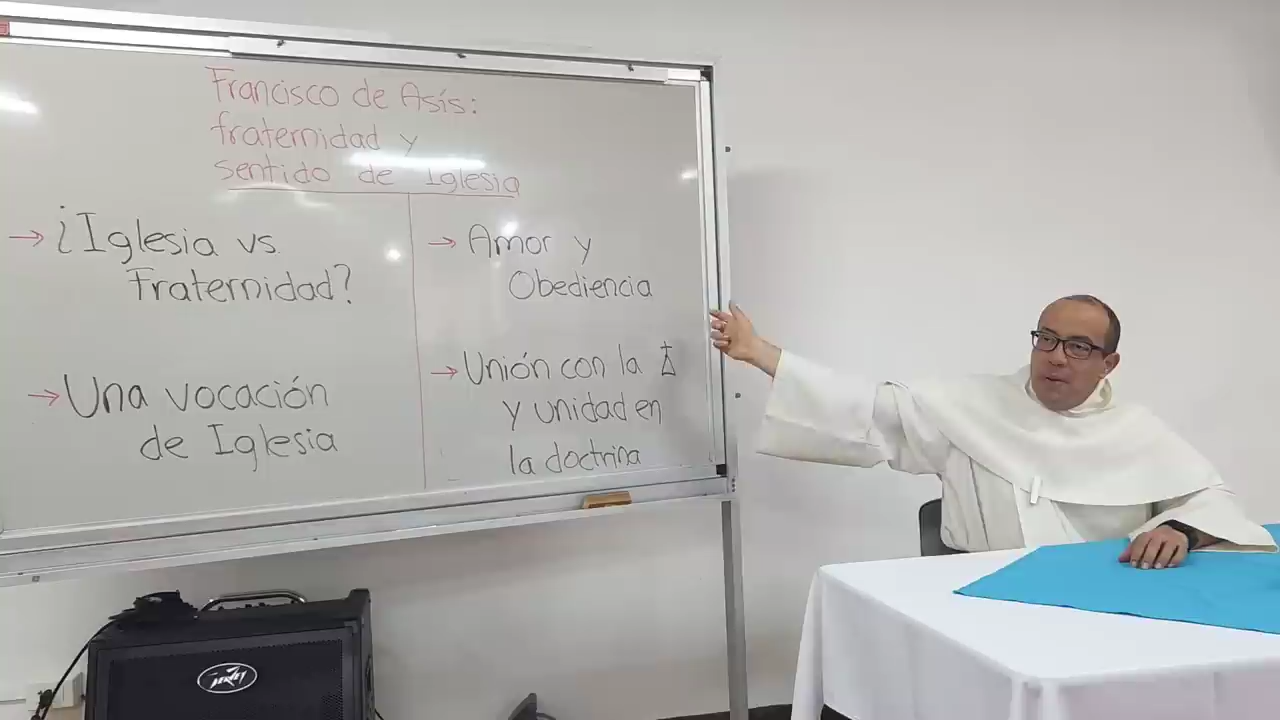 Francisco de Asís:
fraternidad y
sentido de Iglesia
→ ¿Iglesia vs.
Fraternidad?
→ Una vocación
de Iglesia
→ Amor y
Obediencia
→ Unión con la
y unidad en
la doctrina
PEAVEY